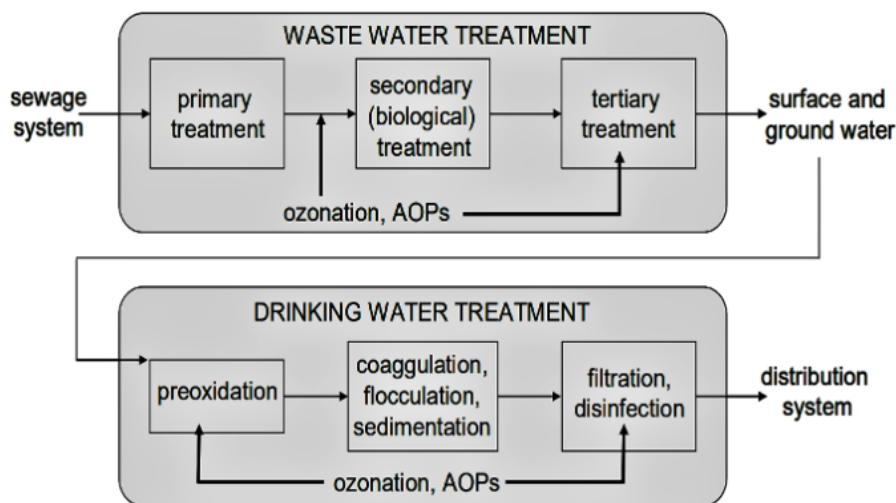 WASTE WATER TREATMENT
sewage
system
primary
treatment
secondary
(biological)
treatment
tertiary
treatment
surface and
ground water
ozonation, AOPs
DRINKING WATER TREATMENT
preoxidation
coaggulation,
flocculation,
sedimentation
filtration,
disinfection
distribution
system
ozonation, AOPs